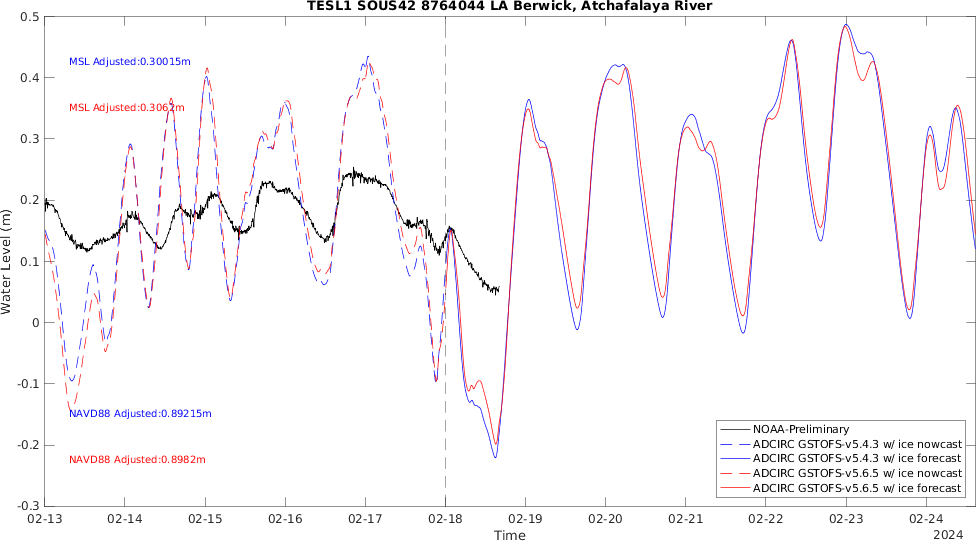 TESL1 SOUS42 8764044 LA Berwick, Atchafalaya River
0.5
0.4
0.3
0.2
0.1
0
-0.1
-0.2
-0.3
Water Level (m)
MSL Adjusted:0.30015m
MSL Adjusted:0.3062m
NAVD88 Adjusted:0.89215m
NAVD88 Adjusted:0.8982m
NOAA-Preliminary
ADCIRC GSTOFS-v5.4.3 w/ ice nowcast
ADCIRC GSTOFS-v5.4.3 w/ ice forecast
ADCIRC GSTOFS-v5.6.5 w/ ice nowcast
ADCIRC GSTOFS-v5.6.5 w/ ice forecast
02-13 02-14 02-15 02-16 02-17 02-18 02-19 02-20 02-21 02-22 02-23 02-24
Time
2024